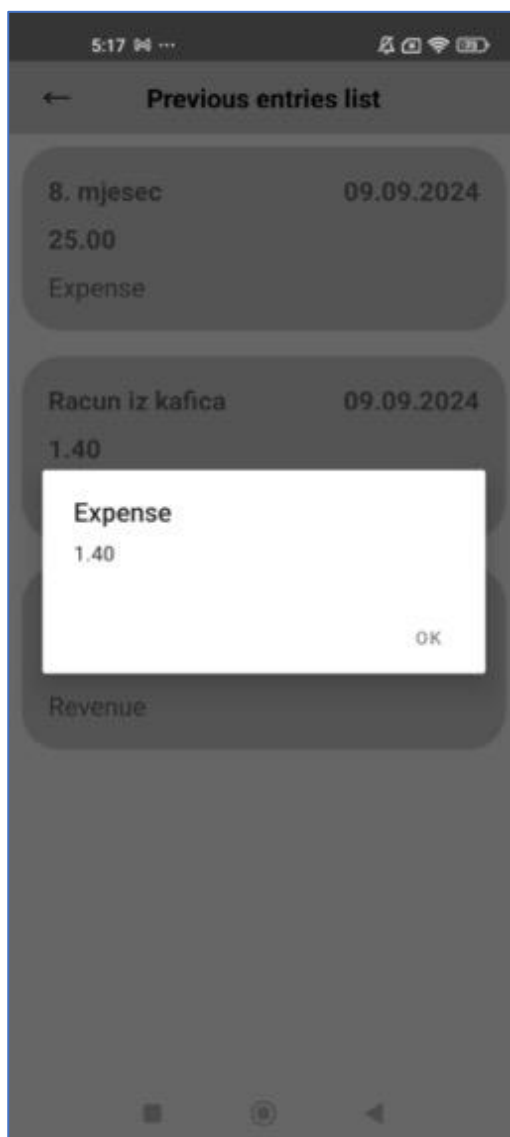 5:17
Previous entries list
8. mjesec 09.09.2024
25.00
Expense
Racun iz kafica 09.09.2024
1.40
Expense
1.40
OK
Revenue